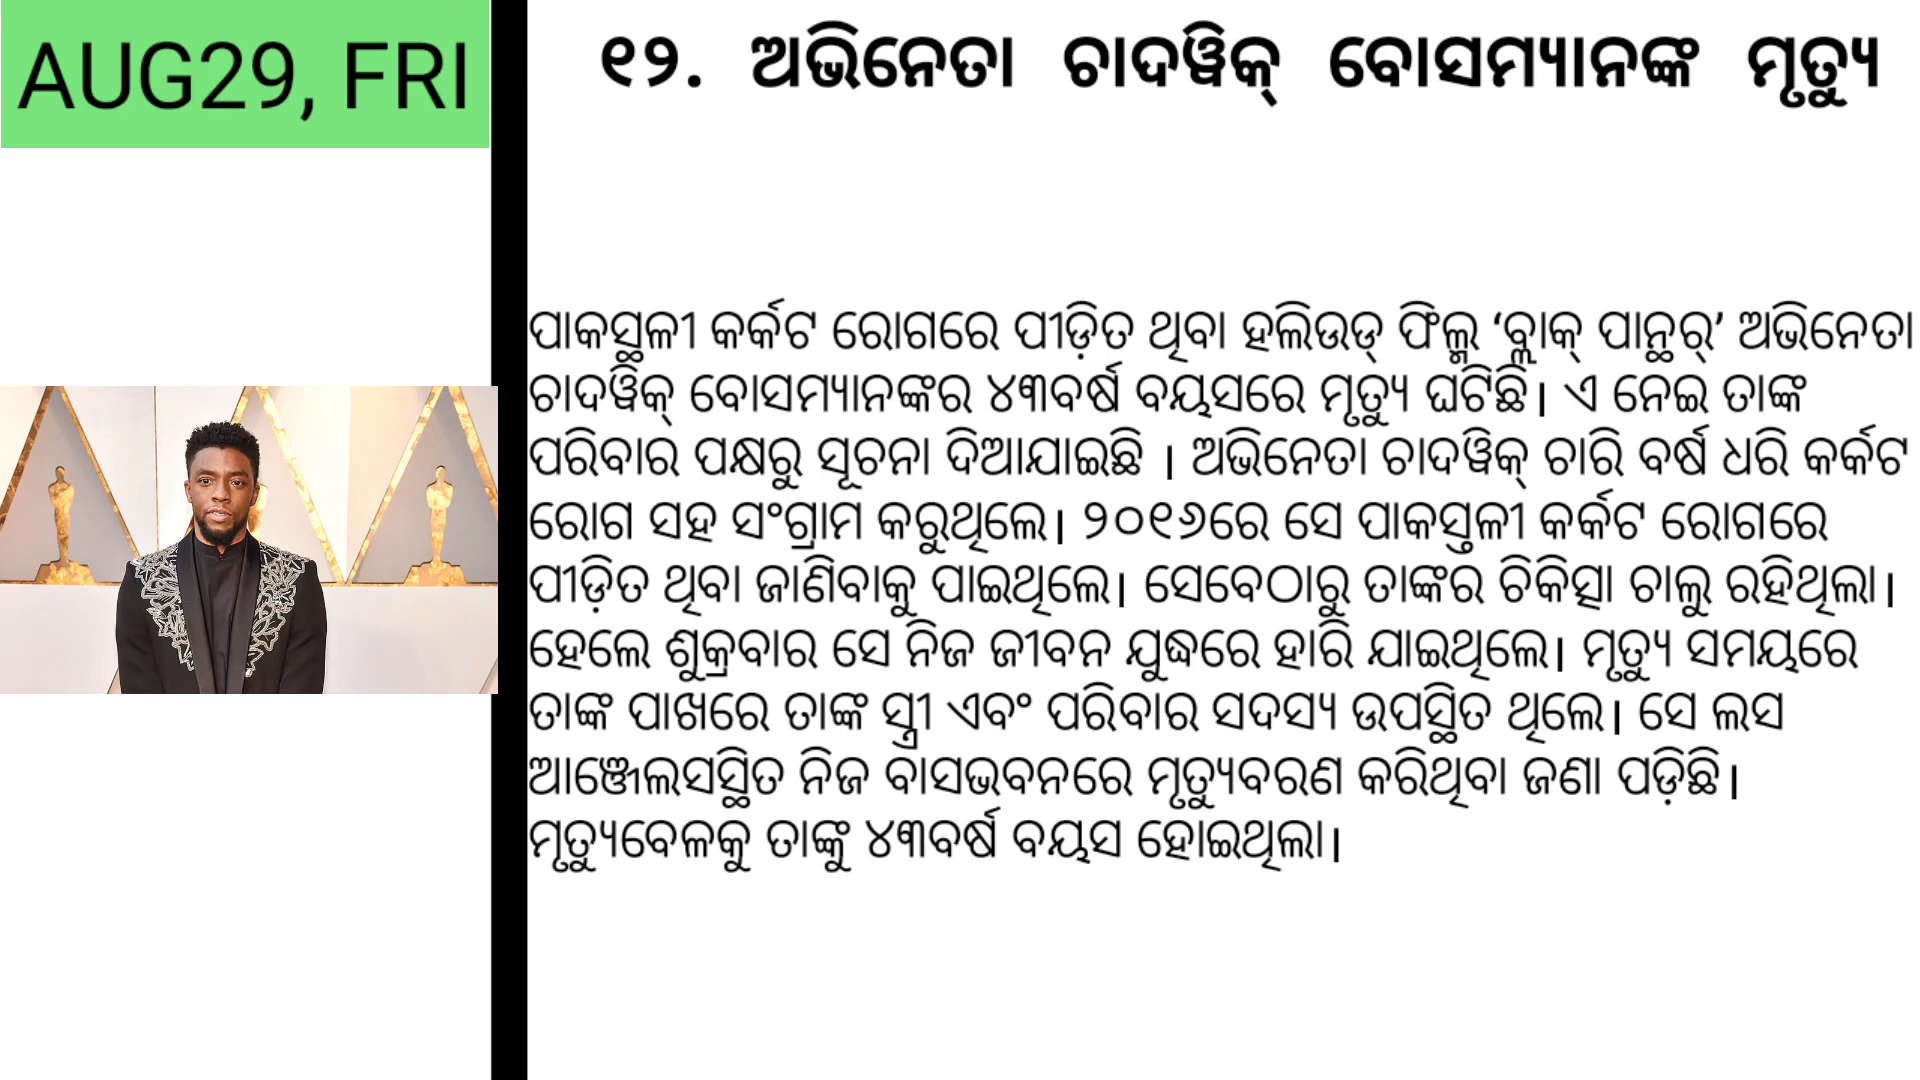 AUG29, FRI
୧୨. ଅଭିନେତା ଚାଦୱିକ୍ ବୋସମ୍ୟାନଙ୍କ ମୃତ୍ୟୁ
ପାକସ୍ଥଳୀ କର୍କଟ ରୋଗରେ ପୀଡ଼ିତ ଥିବା ହଲିଉଡ୍ ଫିଲ୍ମ ‘ବ୍ଲାକ୍ ପାନ୍ଥର୍’ ଅଭିନେତା
ଚାଦୱିକ୍ ବୋସମ୍ୟାନଙ୍କର ୪୩ବର୍ଷ ବୟସରେ ମୃତ୍ୟୁ ଘଟିଛି। ଏ ନେଇ ତାଙ୍କ
ପରିବାର ପକ୍ଷରୁ ସୂଚନା ଦିଆଯାଇଛି । ଅଭିନେତା ଚାଦୱିକ୍ ଚାରି ବର୍ଷ ଧରି କର୍କଟ
ରୋଗ ସହ ସଂଗ୍ରାମ କରୁଥିଲେ। ୨୦୧୬ରେ ସେ ପାକସ୍ତଳୀ କର୍କଟ ରୋଗରେ
ପୀଡ଼ିତ ଥିବା ଜାଣିବାକୁ ପାଇଥିଲେ। ସେବେଠାରୁ ତାଙ୍କର ଚିକିତ୍ସା ଚାଲୁ ରହିଥିଲା।
ହେଲେ ଶୁକ୍ରବାର ସେ ନିଜ ଜୀବନ ଯୁଦ୍ଧରେ ହାରି ଯାଇଥିଲେ। ମୃତ୍ୟୁ ସମୟରେ
ତାଙ୍କ ପାଖରେ ତାଙ୍କ ସ୍ତ୍ରୀ ଏବଂ ପରିବାର ସଦସ୍ୟ ଉପସ୍ଥିତ ଥିଲେ। ସେ ଲସ
ଆଞ୍ଜେଲସସ୍ଥିତ ନିଜ ବାସଭବନରେ ମୃତ୍ୟୁବରଣ କରିଥିବା ଜଣା ପଡ଼ିଛି।
ମୃତ୍ୟୁବେଳକୁ ତାଙ୍କୁ ୪୩ବର୍ଷ ବୟସ ହୋଇଥିଲା।